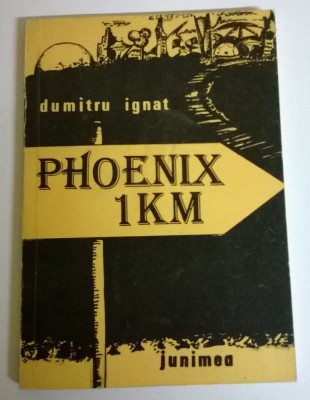 dumitru ignat
PHOENIX
1KM
junimea